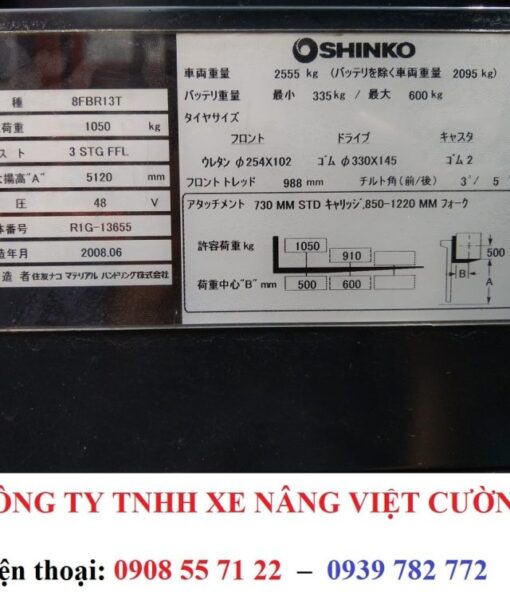 種 8FBR13T
荷重 1050 kg
スト 3 STG FFL
揚高"A" 5120 mm
圧 48 V
番号 R1G-13655
造年月 2008.06
造者 住友ナコ マテリアル ハンドリング株式会社
SHINKO
車両重量 2555 kg (バッテリを除く車両重量 2095 kg)
バッテリ重量 最小 335 kg / 最大 600 kg
タイヤサイズ
フロント ドライブ キャスタ
ウレタン φ254X102 ゴム φ330X145 ゴム 2
フロントトレッド 988 mm チルト角(前/後) 3°/ 5
アタッチメント 730 MM STD キャリッジ,850-1220 MM フォーク
許容荷重 kg 1050 910
荷重中心"B" mm 500 600
500
B
A
ÔNG TY TNHH XE NÂNG VIỆT CƯỜN
ện thoại: 0908 55 71 22 – 0939 782 772